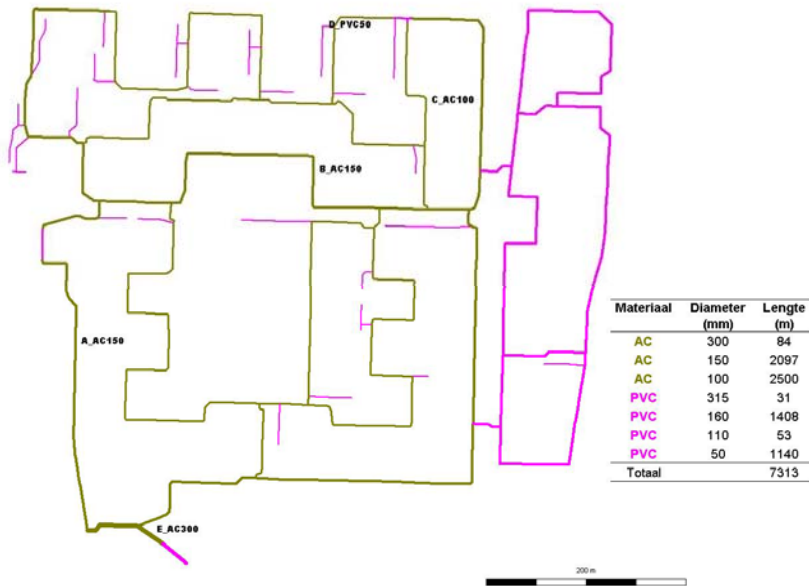 D_PVC50
C_AC100
B_AC150
A_AC150
E_AC300
Materiaal Diameter (mm) Lengte (m)
AC 300 84
AC 150 2097
AC 100 2500
PVC 315 31
PVC 160 1408
PVC 110 53
PVC 50 1140
Totaal 7313
200 m